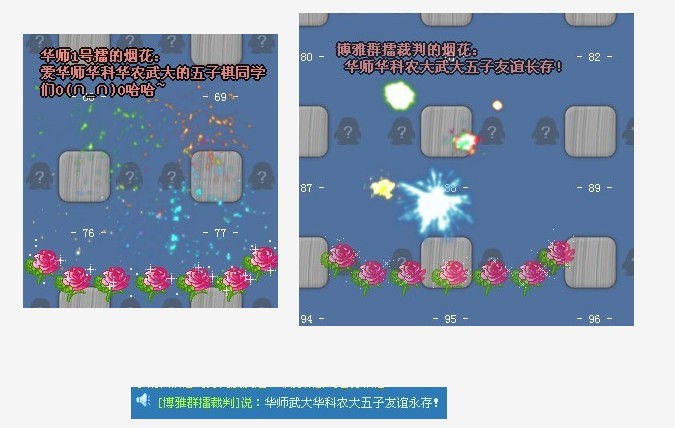 华师1号擂的烟花:
爱华师华科华农武大的五子棋同学
们O(∩_∩)O哈哈~
- 69 -
- 76 -
- 77 -
博雅群擂裁判的烟花:
华师华科农大武大五子友谊长存!
80 -
- 82 -
87 -
- 88 -
- 89 -
94 -
- 95 -
- 96 -
[博雅群擂裁判]说:华师武大华科农大五子友谊永存!